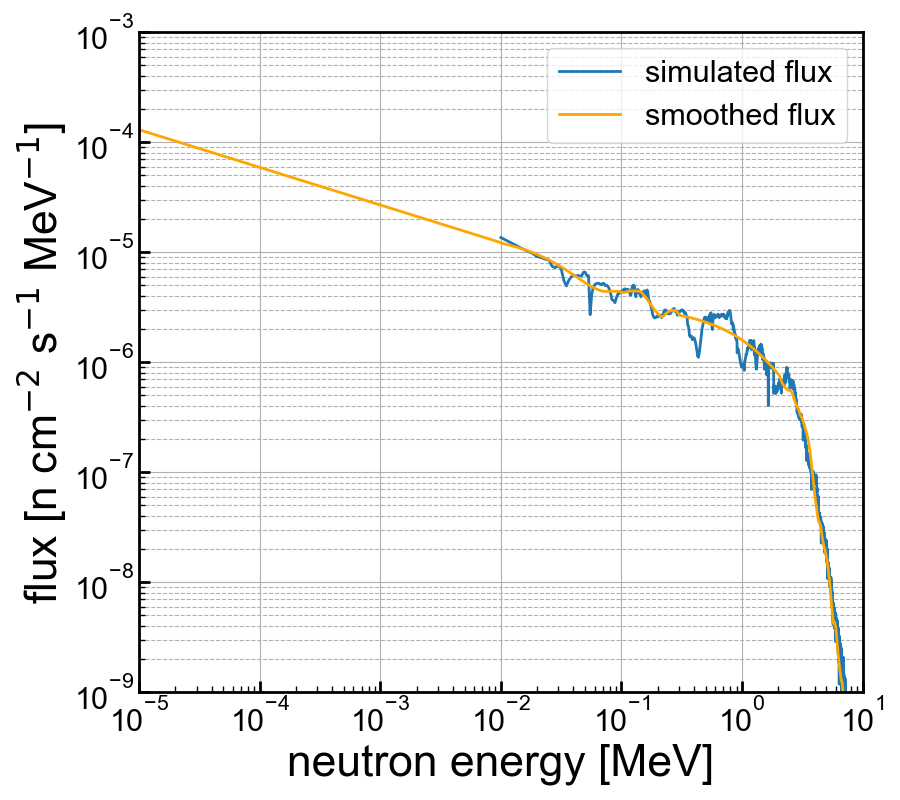 10⁻³
simulated flux
smoothed flux
10⁻⁴
10⁻⁵
10⁻⁶
10⁻⁷
10⁻⁸
10⁻⁹
flux [n cm⁻² s⁻¹ MeV⁻¹]
10⁻⁵ 10⁻⁴ 10⁻³ 10⁻² 10⁻¹ 10⁰ 10¹
neutron energy [MeV]